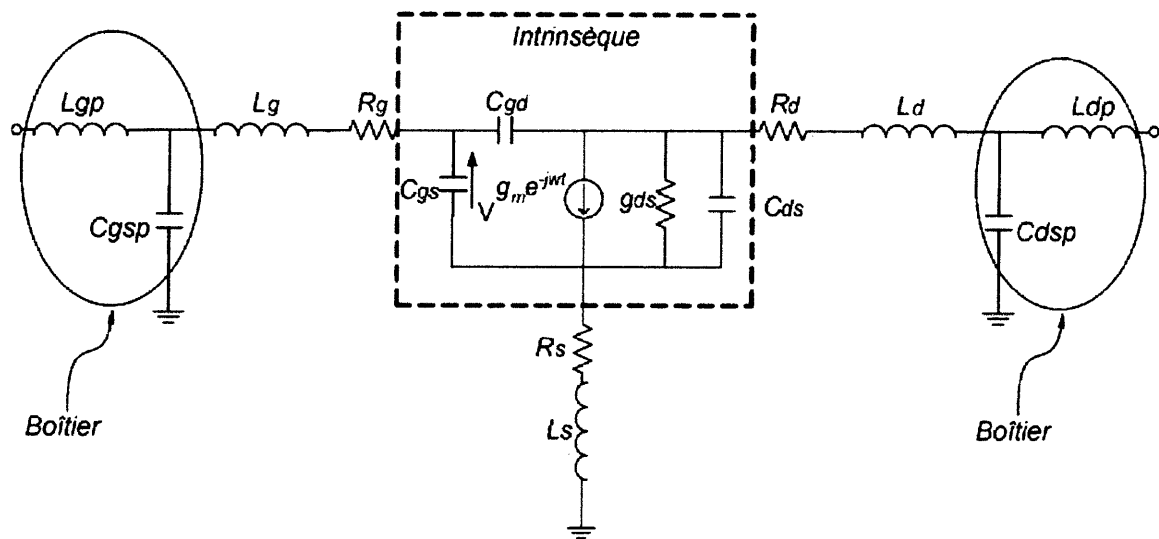 Intrinsèque
Lgp
Lg
Rg
Cgd
Rd
Ld
Ldp
Cgs
V
gme-jwt
gds
Cds
Cgsp
Cdsp
Rs
Ls
Boîtier
Boîtier